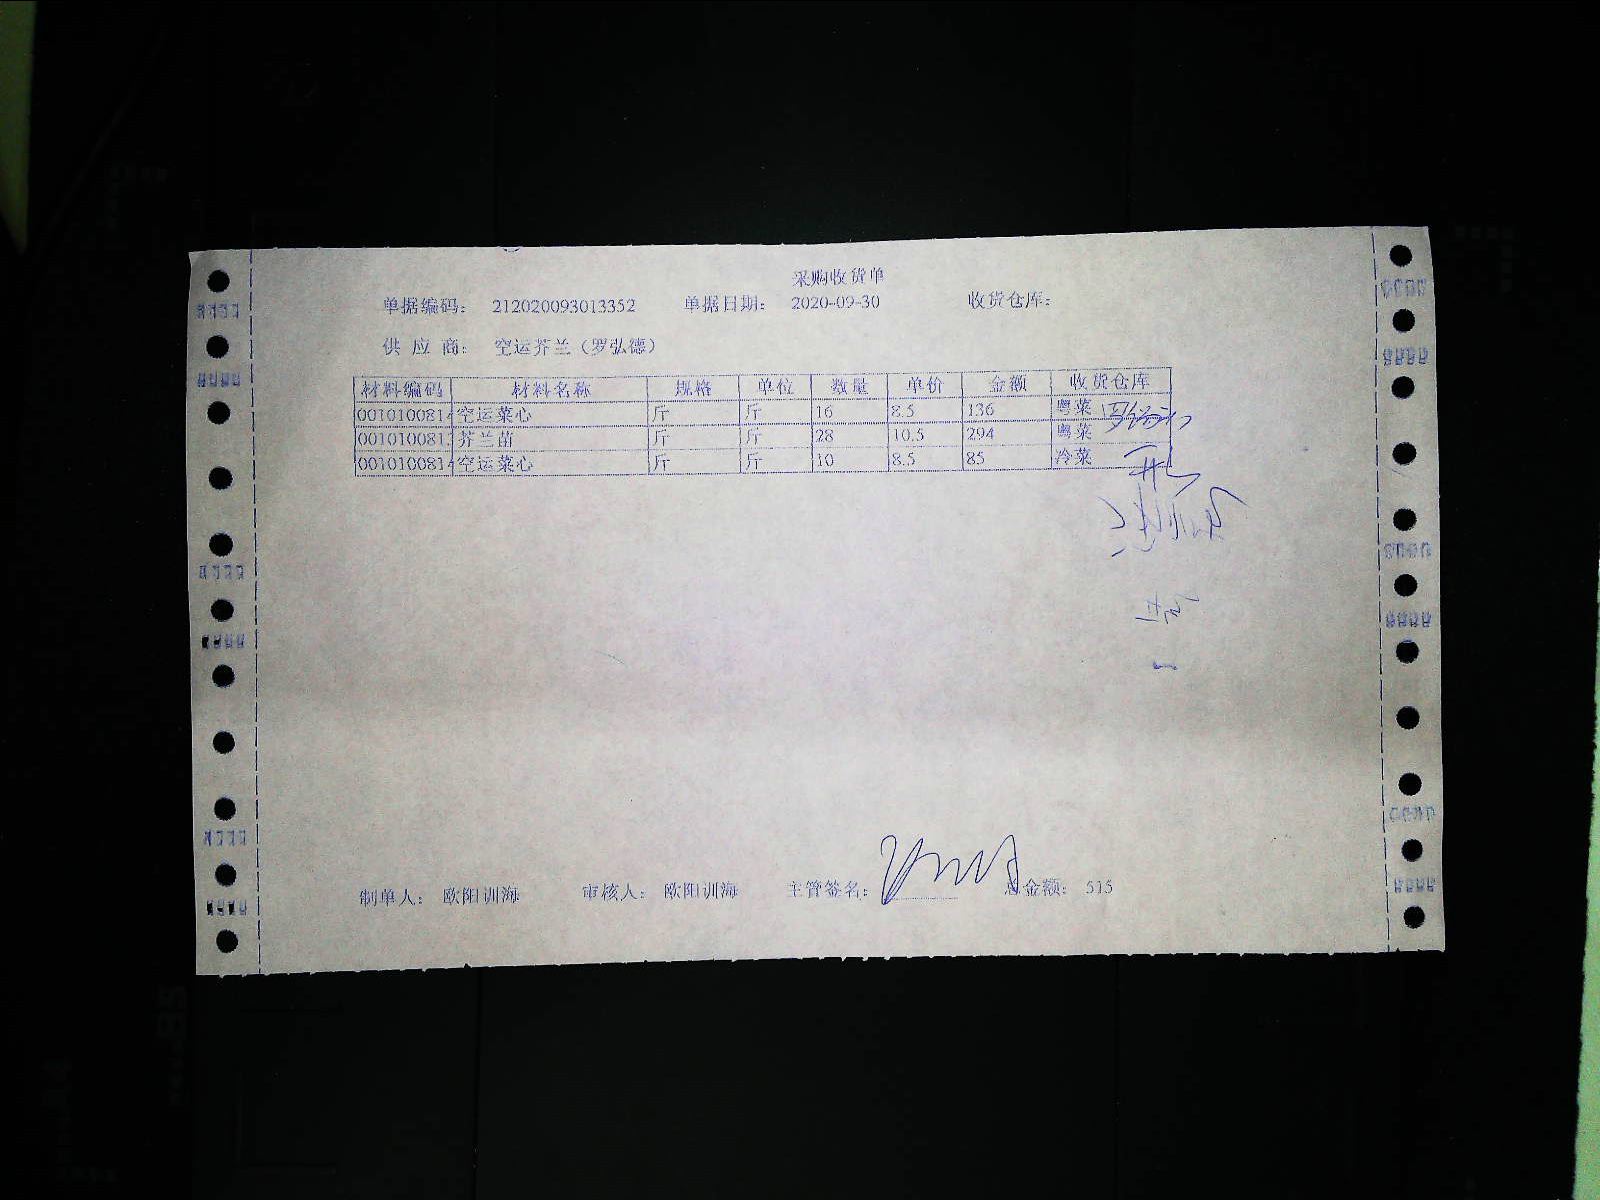 采购收货单
单据编码： 212020093013352 单据日期： 2020-09-30 收货仓库：
供 应 商： 空运芥兰（罗弘德）
材料编码 材料名称 规格 单位 数量 单价 金额 收货仓库
0010100814 空运菜心 斤 斤 16 8.5 136 粤菜
001010081 芥兰苗 斤 斤 28 10.5 294 粤菜
0010100814 空运菜心 斤 斤 10 8.5 85 冷菜
制单人： 欧阳训海 审核人： 欧阳训海 主管签名： 总金额： 515